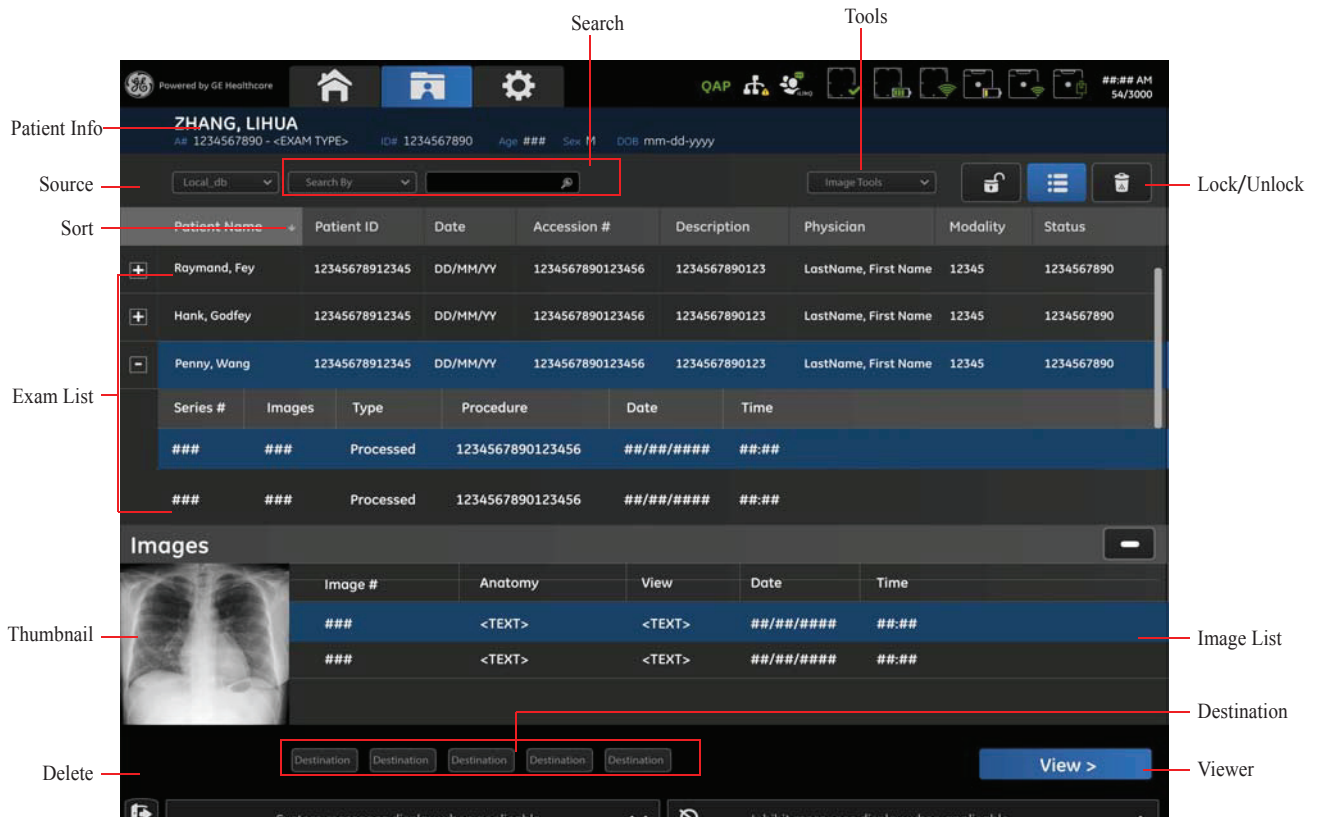 Search
Tools
Powered by GE Healthcare
QAP
##:## AM
54/3000
Patient Info
ZHANG, LIHUA
A# 1234567890 - <EXAM TYPE> ID# 1234567890 Age ### Sex M DOB mm-dd-yyyy
Source
Local_db Search By Image Tools
Lock/Unlock
Sort
Patient Name Patient ID Date Accession # Description Physician Modality Status
Raymand, Fey 12345678912345 DD/MM/YY 1234567890123456 1234567890123 LastName, First Name 12345 1234567890
Hank, Godfey 12345678912345 DD/MM/YY 1234567890123456 1234567890123 LastName, First Name 12345 1234567890
Penny, Wang 12345678912345 DD/MM/YY 1234567890123456 1234567890123 LastName, First Name 12345 1234567890
Exam List
Series # Images Type Procedure Date Time
### ### Processed 1234567890123456 ##/##/#### ##:##
### ### Processed 1234567890123456 ##/##/#### ##:##
Images
Image # Anatomy View Date Time
### <TEXT> <TEXT> ##/##/#### ##:##
Thumbnail
Image List
### <TEXT> <TEXT> ##/##/#### ##:##
Destination
Destination Destination Destination Destination Destination
Delete
View >
Viewer